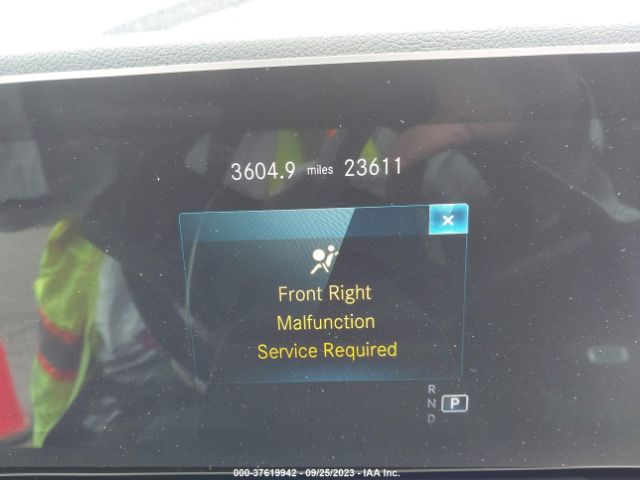 3604.9 miles 23611
×
Front Right
Malfunction
Service Required
R
N P
D
000-37619942 - 09/25/2023 - IAA Inc.